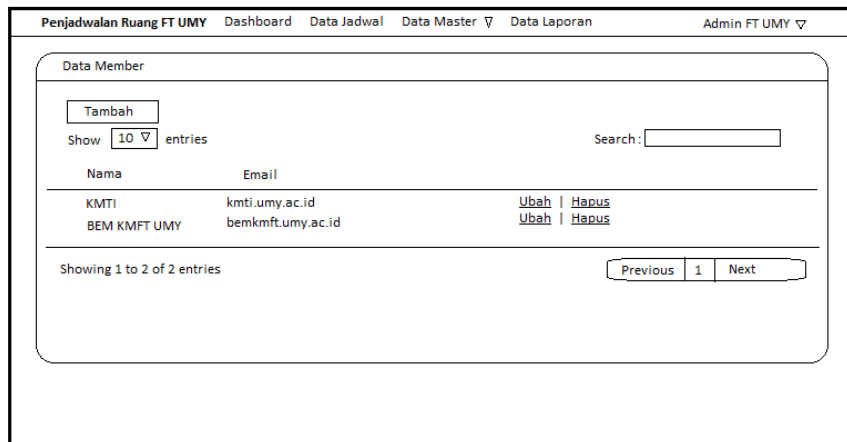 Penjadwalan Ruang FT UMY Dashboard Data Jadwal Data Master Data Laporan Admin FT UMY
Data Member
Tambah
Show 10 entries Search :
Nama Email
KMTI kmti.umy.ac.id Ubah | Hapus
BEM KMFT UMY bemkmft.umy.ac.id Ubah | Hapus
Showing 1 to 2 of 2 entries Previous 1 Next